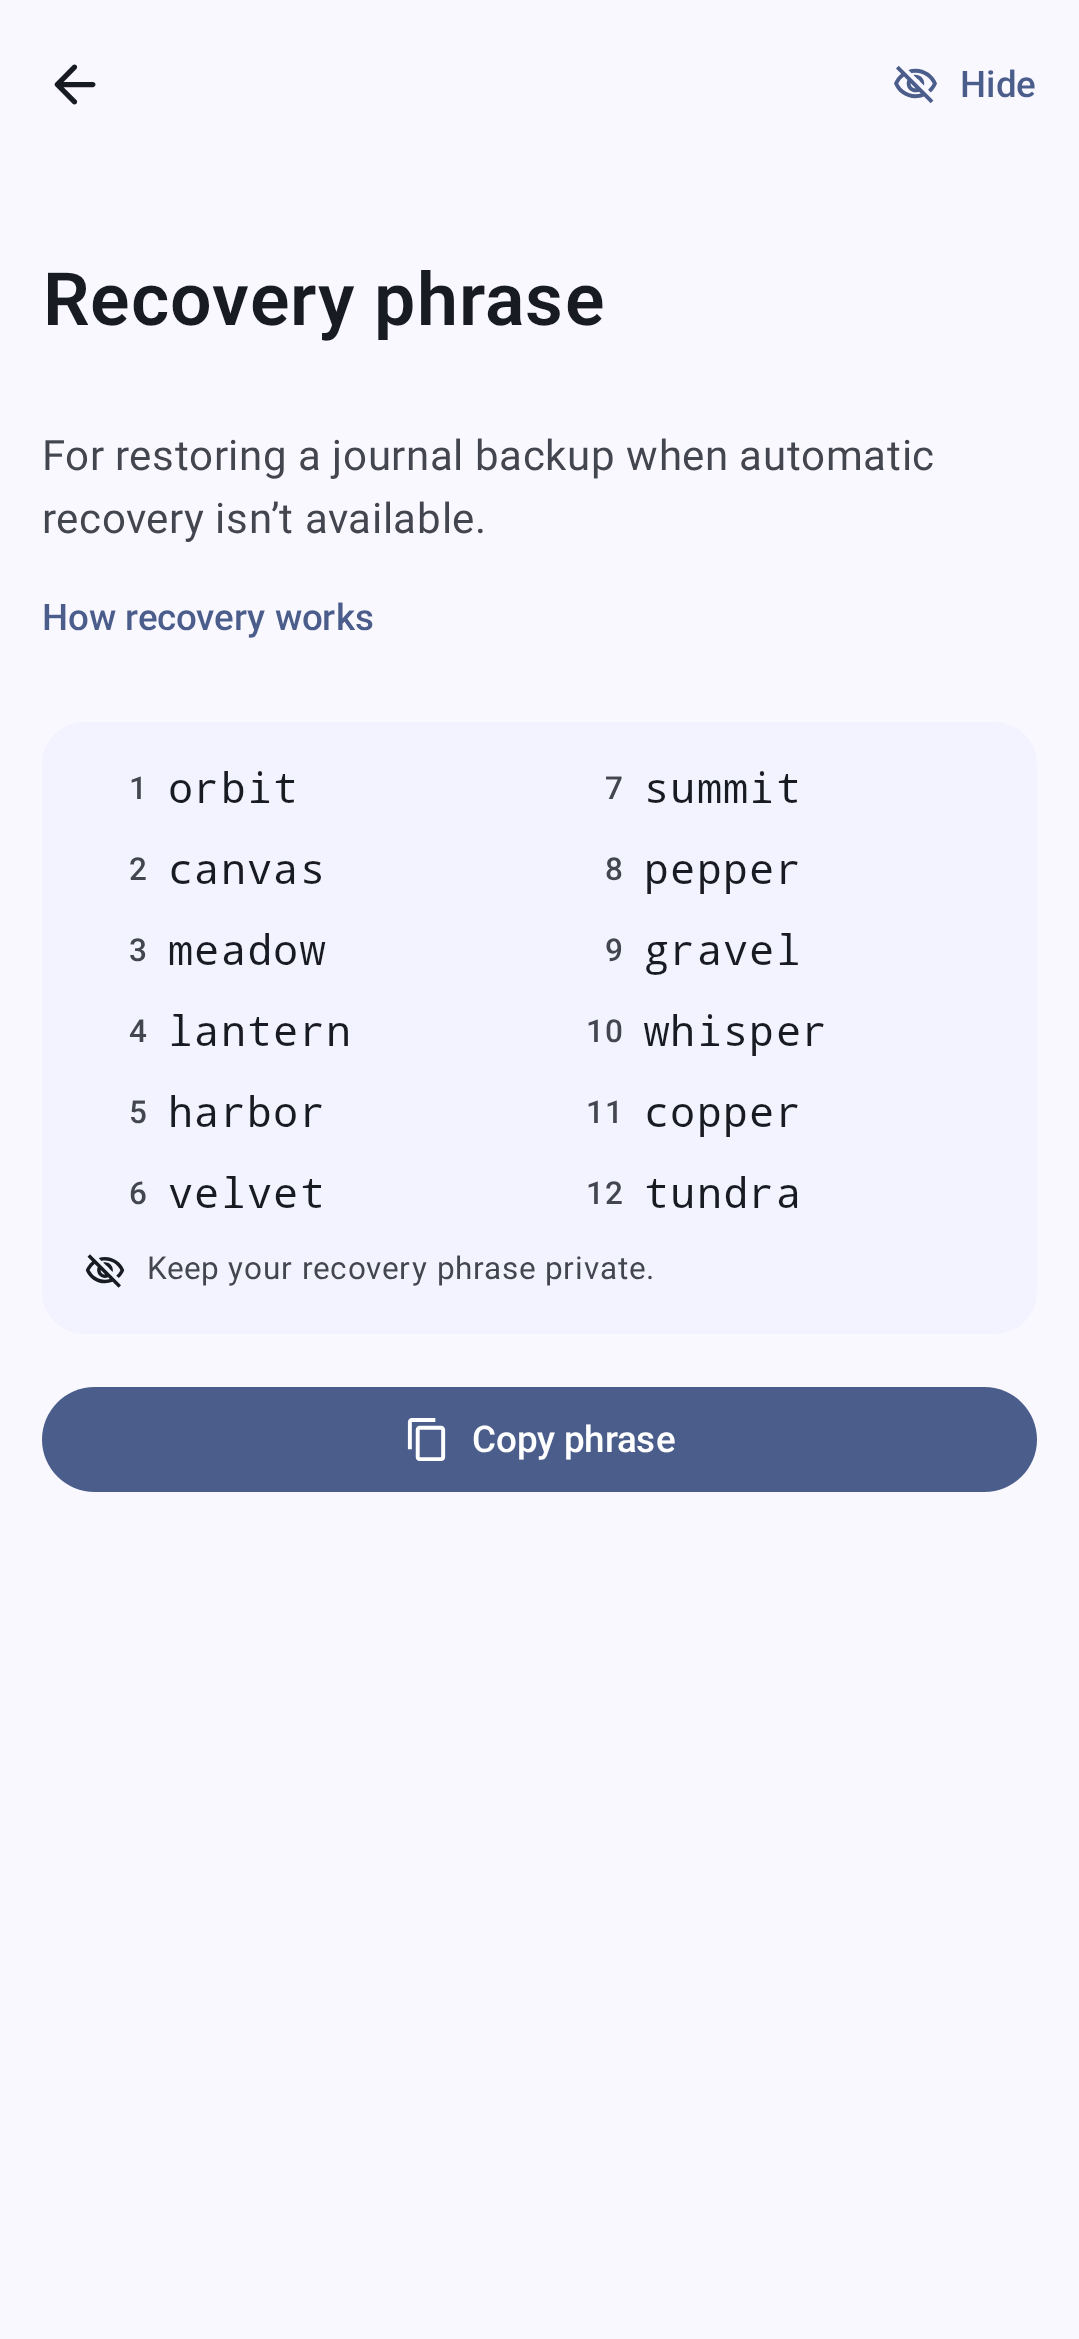 Hide
Recovery phrase
For restoring a journal backup when automatic
recovery isn’t available.
How recovery works
1 orbit
2 canvas
3 meadow
4 lantern
5 harbor
6 velvet
7 summit
8 pepper
9 gravel
10 whisper
11 copper
12 tundra
Keep your recovery phrase private.
Copy phrase